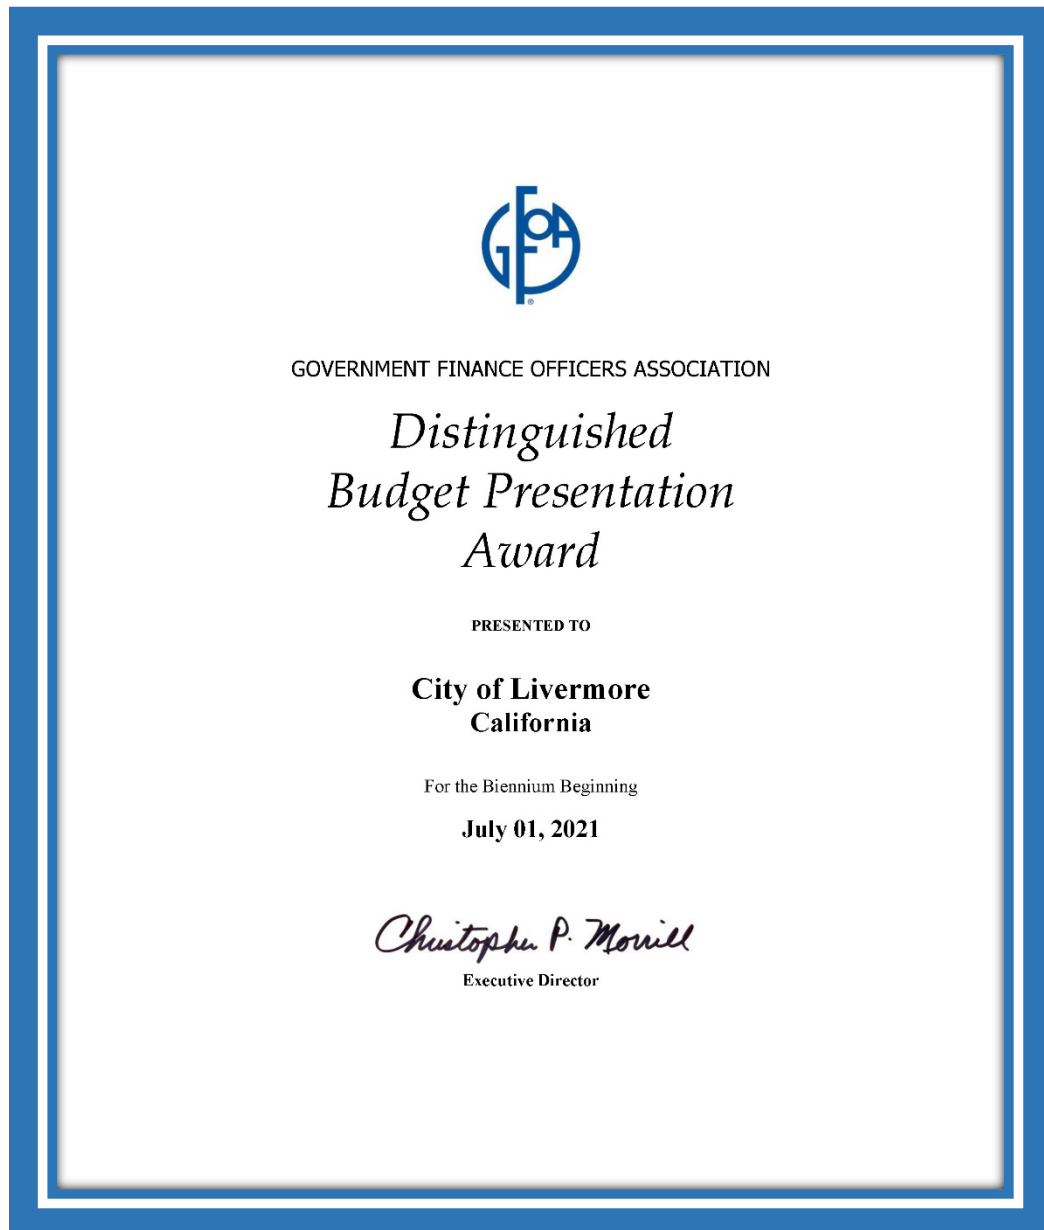 GFOA
GOVERNMENT FINANCE OFFICERS ASSOCIATION
Distinguished
Budget Presentation
Award
PRESENTED TO
City of Livermore
California
For the Biennium Beginning
July 01, 2021
Christopher P. Morrill
Executive Director